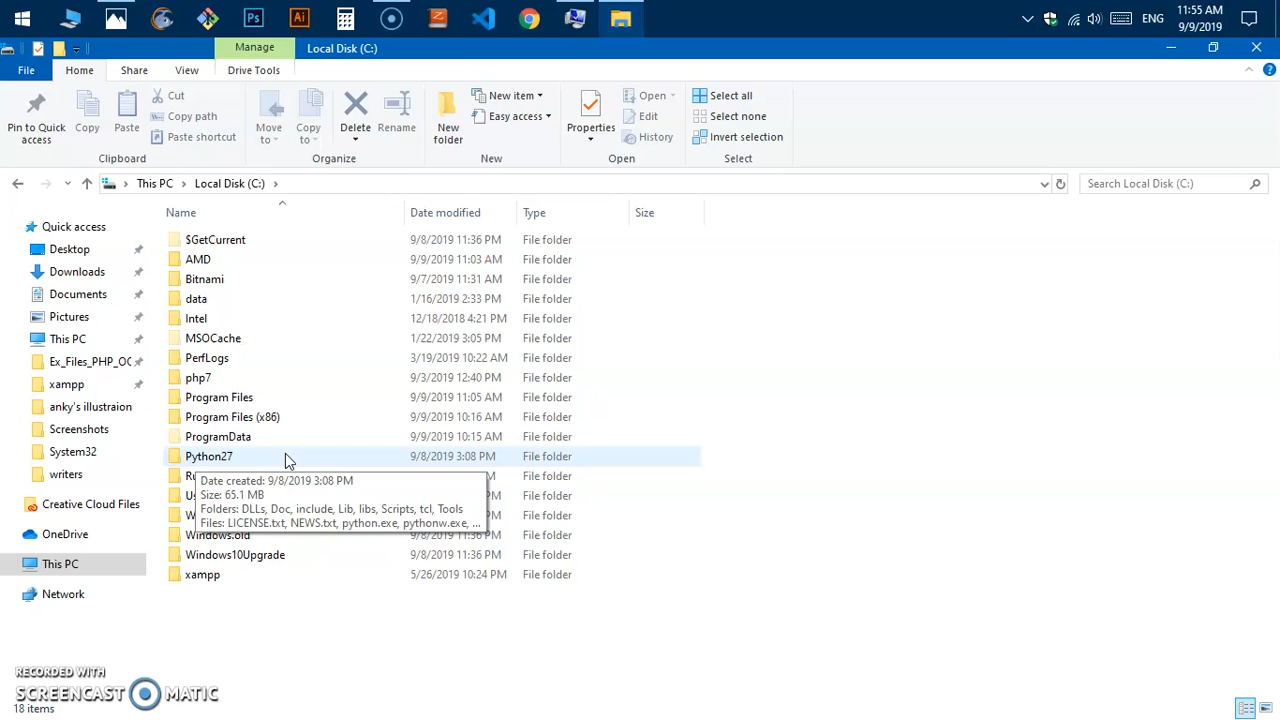 11:55 AM
ENG
9/9/2019
Manage
Local Disk (C:)
File
Home
Share
View
Drive Tools
Pin to Quick access
Copy
Paste
Cut
Copy path
Paste shortcut
Clipboard
Move to
Copy to
Delete
Rename
Organize
New folder
New item
Easy access
New
Properties
Open
Edit
History
Open
Select all
Select none
Invert selection
Select
This PC
Local Disk (C:)
Search Local Disk (C:)
Name
Date modified
Type
Size
Quick access
Desktop
Downloads
Documents
Pictures
This PC
Ex_Files_PHP_OC
xampp
anky's illustraion
Screenshots
System32
writers
Creative Cloud Files
OneDrive
This PC
Network
$GetCurrent 9/8/2019 11:36 PM File folder
AMD 9/9/2019 11:03 AM File folder
Bitnami 9/7/2019 11:31 AM File folder
data 1/16/2019 2:33 PM File folder
Intel 12/18/2018 4:21 PM File folder
MSOCache 1/22/2019 3:05 PM File folder
PerfLogs 3/19/2019 10:22 AM File folder
php7 9/3/2019 12:40 PM File folder
Program Files 9/9/2019 11:05 AM File folder
Program Files (x86) 9/9/2019 10:16 AM File folder
ProgramData 9/9/2019 10:15 AM File folder
Python27 9/8/2019 3:08 PM File folder
File folder
File folder
File folder
Windows.old 9/8/2019 11:36 PM File folder
Windows10Upgrade 9/8/2019 11:36 PM File folder
xampp 5/26/2019 10:24 PM File folder
Date created: 9/8/2019 3:08 PM
Size: 65.1 MB
Folders: DLLs, Doc, include, Lib, libs, Scripts, tcl, Tools
Files: LICENSE.txt, NEWS.txt, python.exe, pythonw.exe, ...
RECORDED WITH
SCREENCAST MATIC
18 items